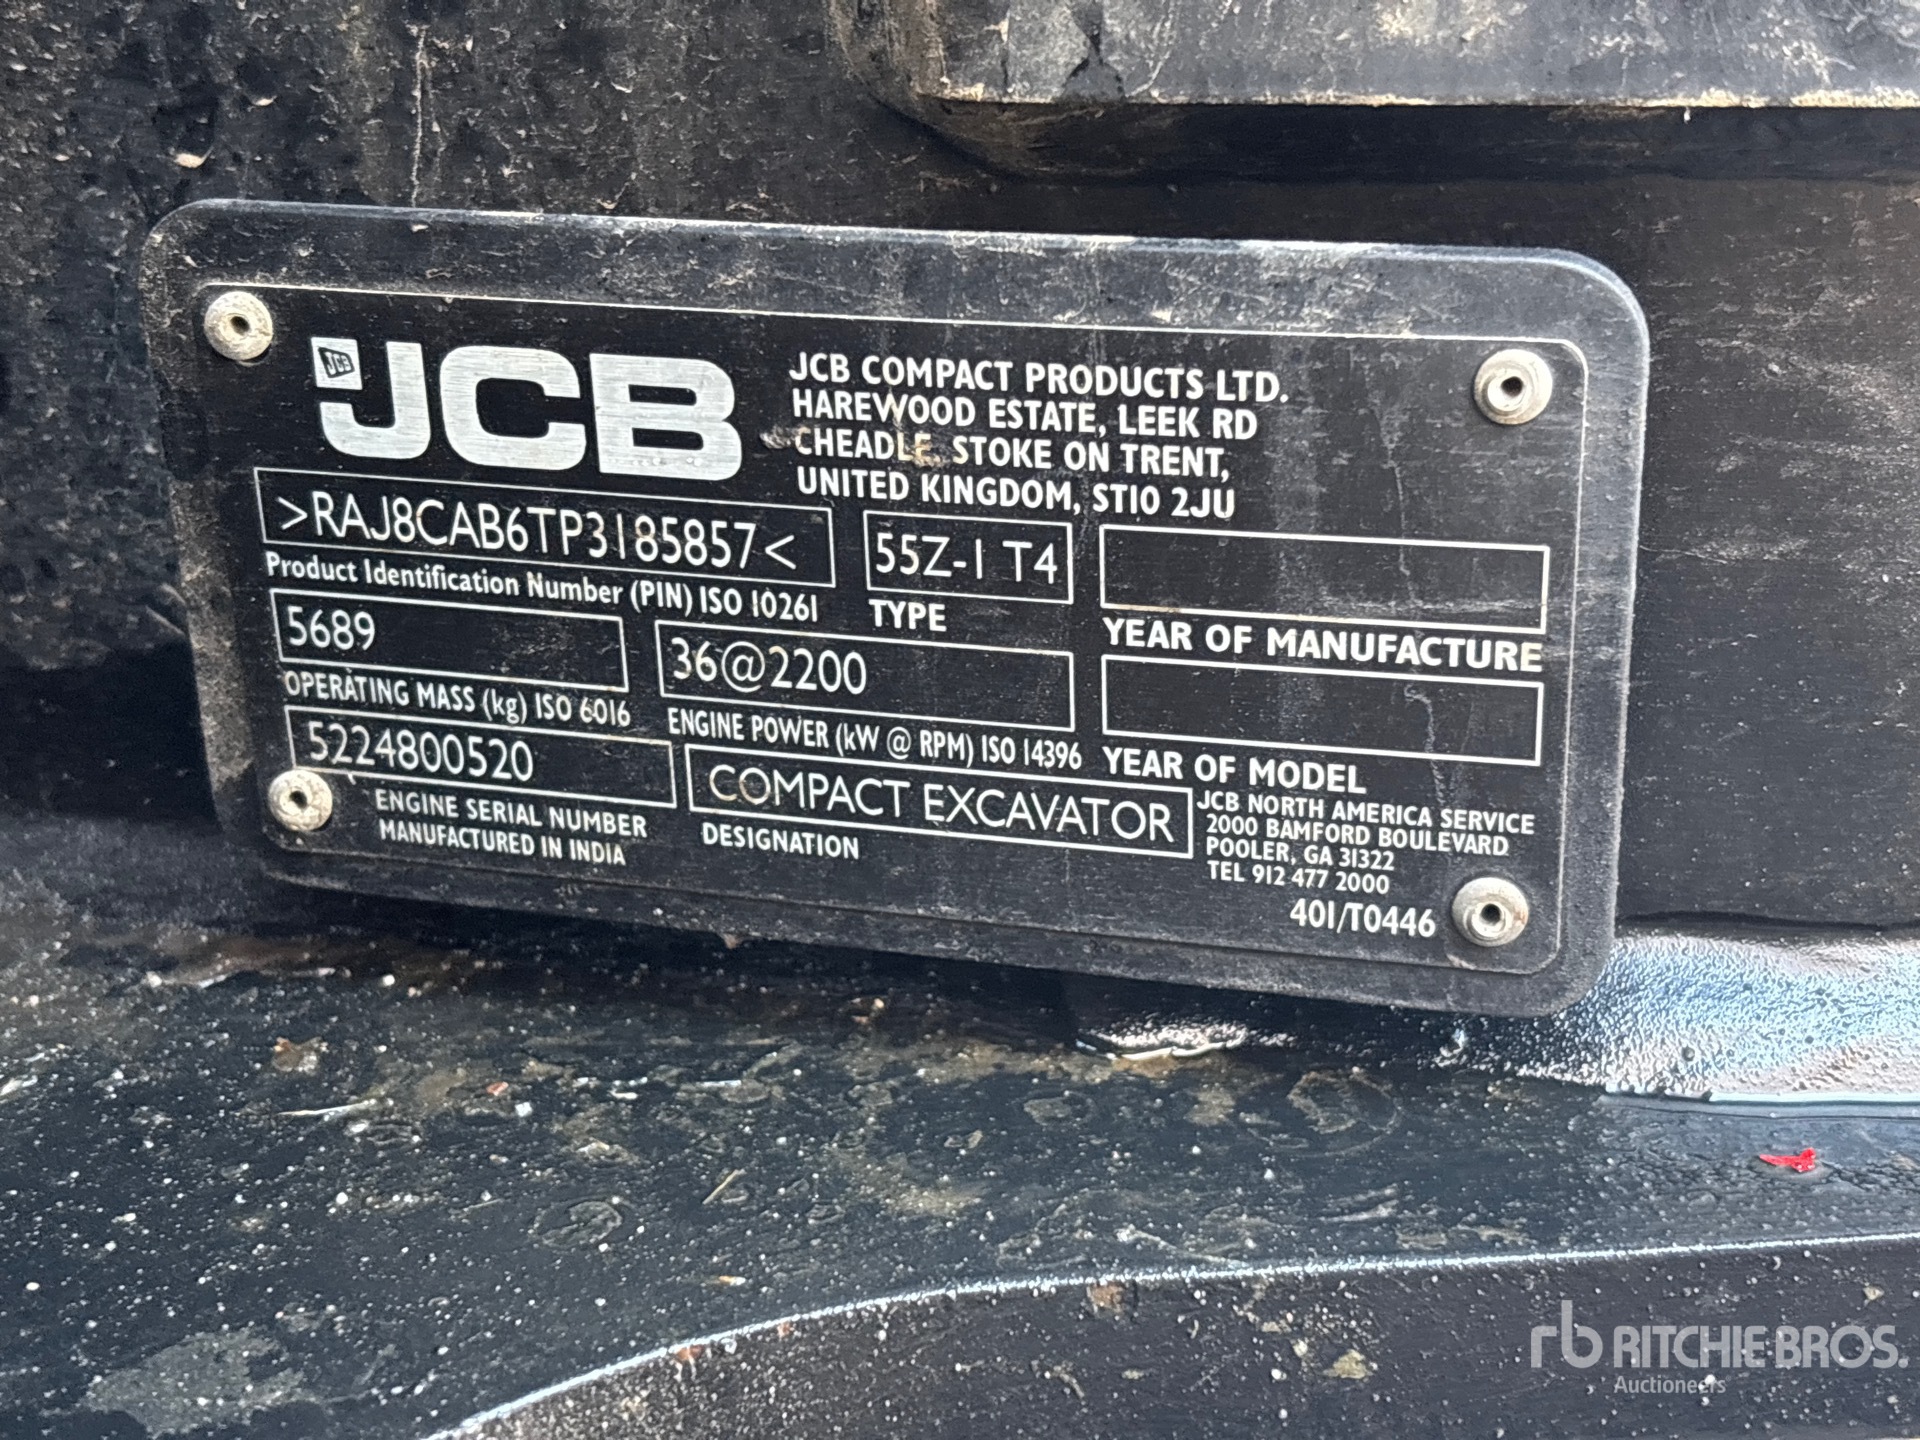 JCB
JCB
JCB COMPACT PRODUCTS LTD.
HAREWOOD ESTATE, LEEK RD
CHEADLE. STOKE ON TRENT,
UNITED KINGDOM, ST10 2JU
>RAJ8CAB6TP3185857<
Product Identification Number (PIN) ISO 10261
55Z-1 T4
TYPE
YEAR OF MANUFACTURE
5689
OPERATING MASS (kg) ISO 6016
36@2200
ENGINE POWER (kW @ RPM) ISO 14396
YEAR OF MODEL
5224800520
ENGINE SERIAL NUMBER
MANUFACTURED IN INDIA
COMPACT EXCAVATOR
DESIGNATION
JCB NORTH AMERICA SERVICE
2000 BAMFORD BOULEVARD
POOLER, GA 31322
TEL 912 477 2000
401/T0446
rb RITCHIE BROS.
Auctioneers